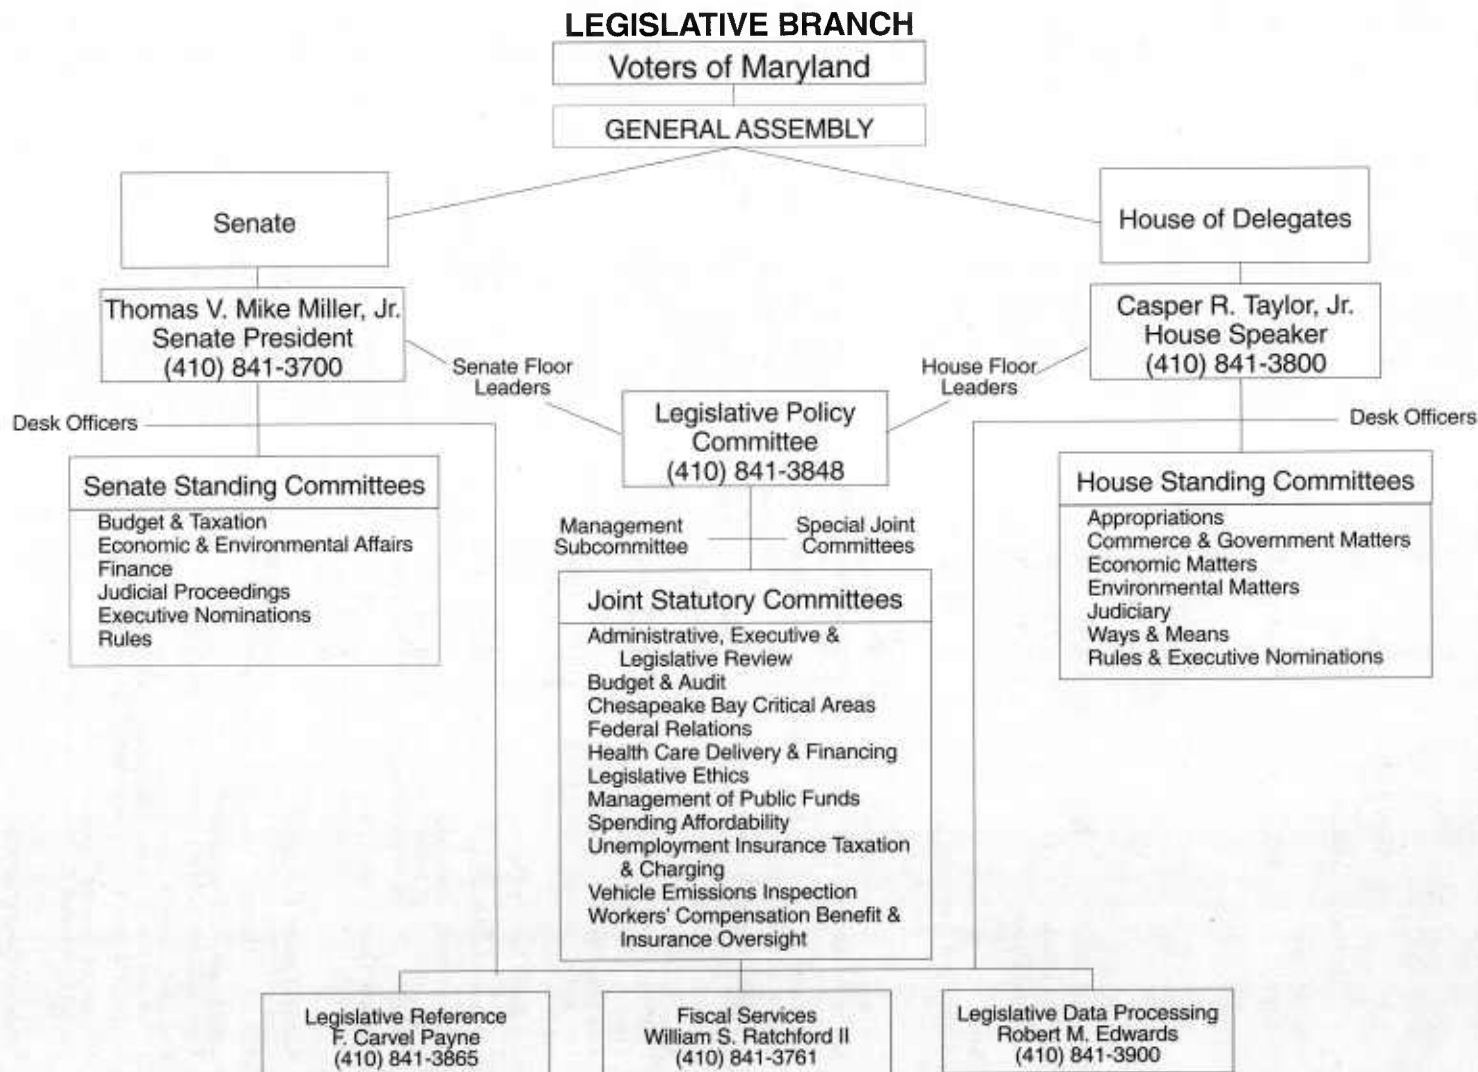 LEGISLATIVE BRANCH
Voters of Maryland
GENERAL ASSEMBLY
Senate
House of Delegates
Thomas V. Mike Miller, Jr.
Senate President
(410) 841-3700
Casper R. Taylor, Jr.
House Speaker
(410) 841-3800
Senate Floor
Leaders
House Floor
Leaders
Legislative Policy
Committee
(410) 841-3848
Desk Officers
Desk Officers
Senate Standing Committees
Budget & Taxation
Economic & Environmental Affairs
Finance
Judicial Proceedings
Executive Nominations
Rules
Management
Subcommittee
Special Joint
Committees
House Standing Committees
Appropriations
Commerce & Government Matters
Economic Matters
Environmental Matters
Judiciary
Ways & Means
Rules & Executive Nominations
Joint Statutory Committees
Administrative, Executive &
Legislative Review
Budget & Audit
Chesapeake Bay Critical Areas
Federal Relations
Health Care Delivery & Financing
Legislative Ethics
Management of Public Funds
Spending Affordability
Unemployment Insurance Taxation
& Charging
Vehicle Emissions Inspection
Workers' Compensation Benefit &
Insurance Oversight
Legislative Reference
F. Carvel Payne
(410) 841-3865
Fiscal Services
William S. Ratchford II
(410) 841-3761
Legislative Data Processing
Robert M. Edwards
(410) 841-3900